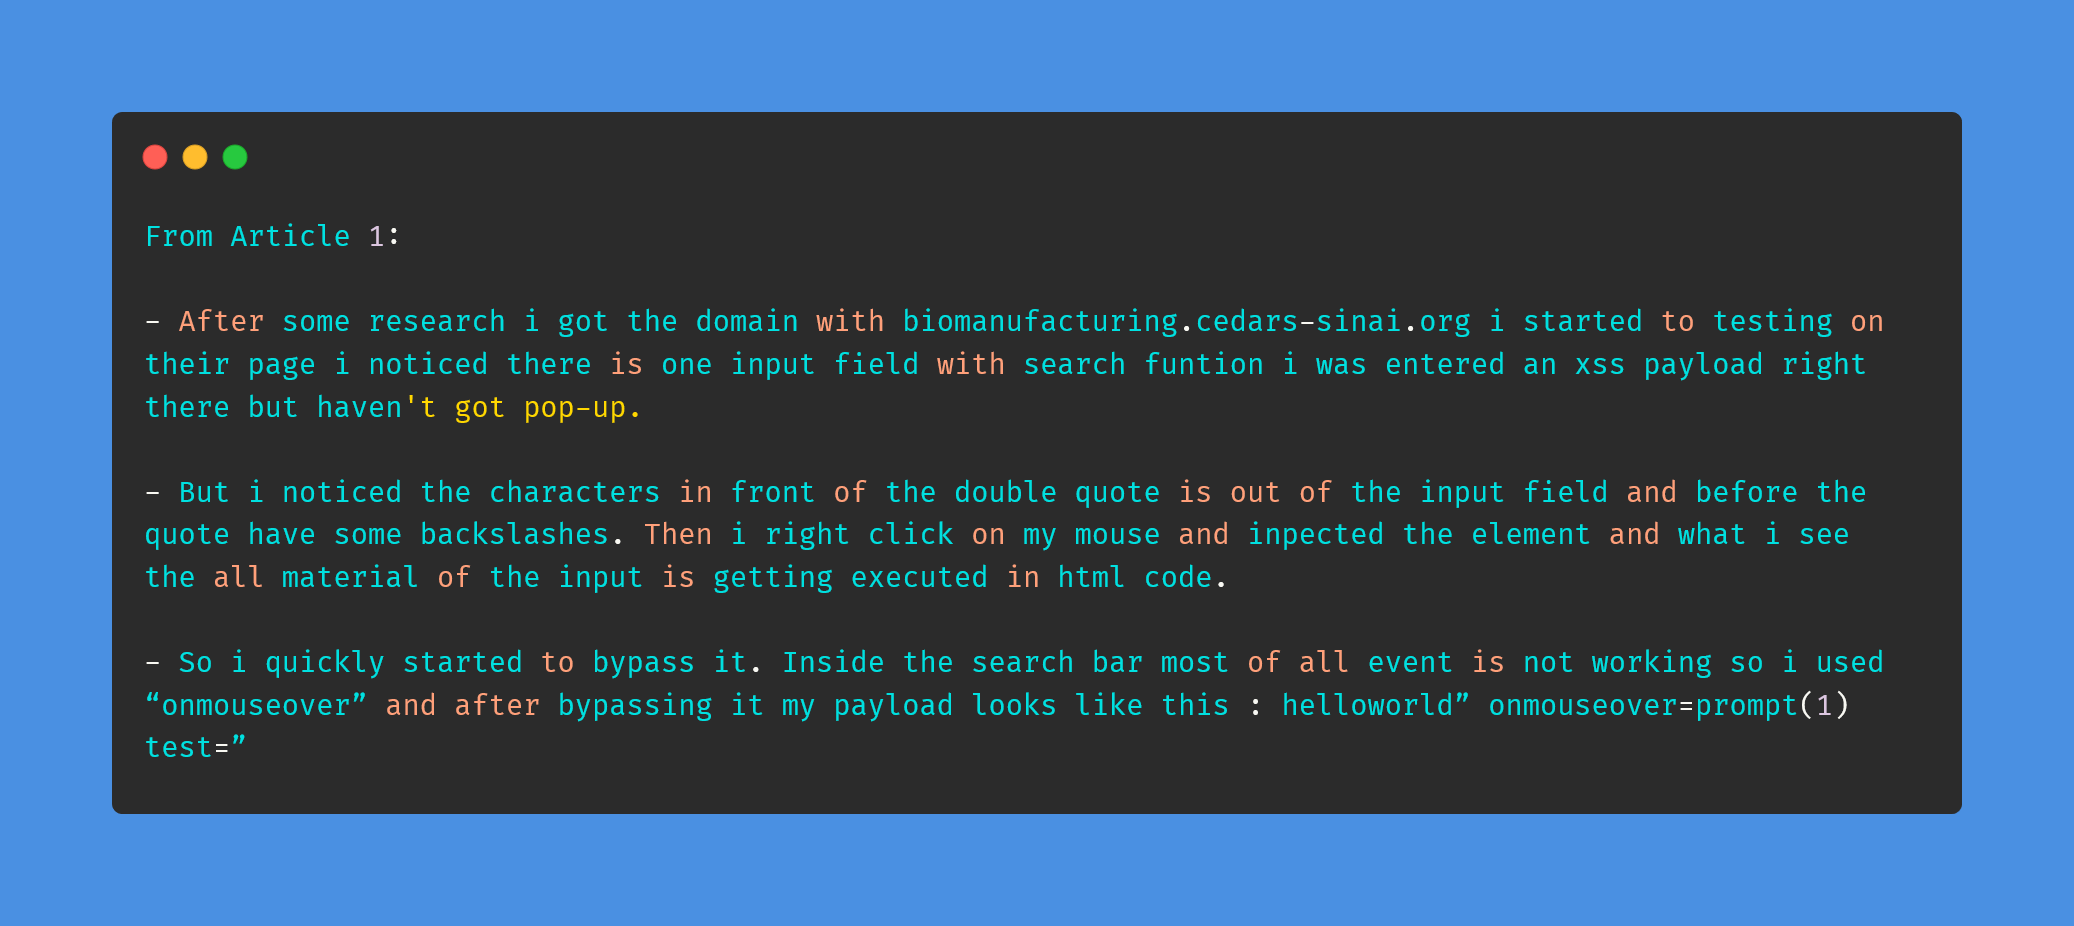 From Article 1:
- After some research i got the domain with biomanufacturing.cedars-sinai.org i started to testing on
their page i noticed there is one input field with search funtion i was entered an xss payload right
there but haven't got pop-up.
- But i noticed the characters in front of the double quote is out of the input field and before the
quote have some backslashes. Then i right click on my mouse and inpected the element and what i see
the all material of the input is getting executed in html code.
- So i quickly started to bypass it. Inside the search bar most of all event is not working so i used
“onmouseover” and after bypassing it my payload looks like this : helloworld” onmouseover=prompt(1)
test=”